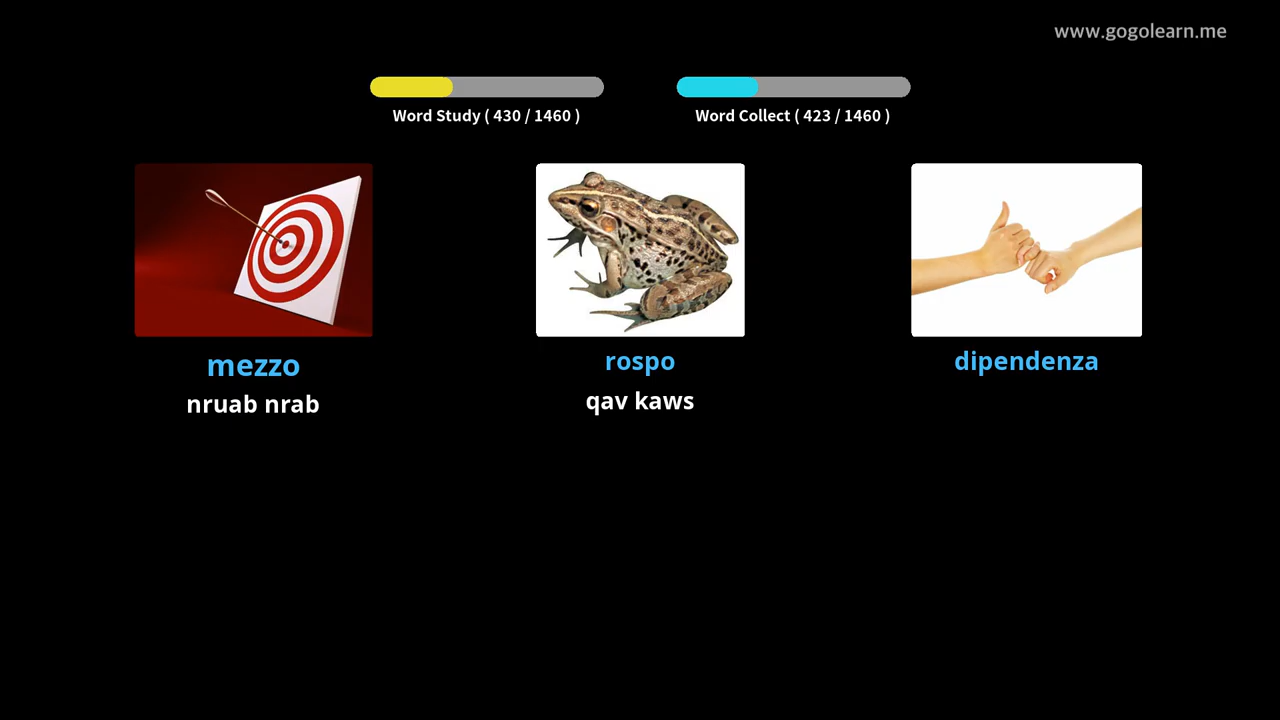 www.gogolearn.me
Word Study ( 430 / 1460 )
Word Collect ( 423 / 1460 )
mezzo
rospo
dipendenza
nruab nrab
qav kaws